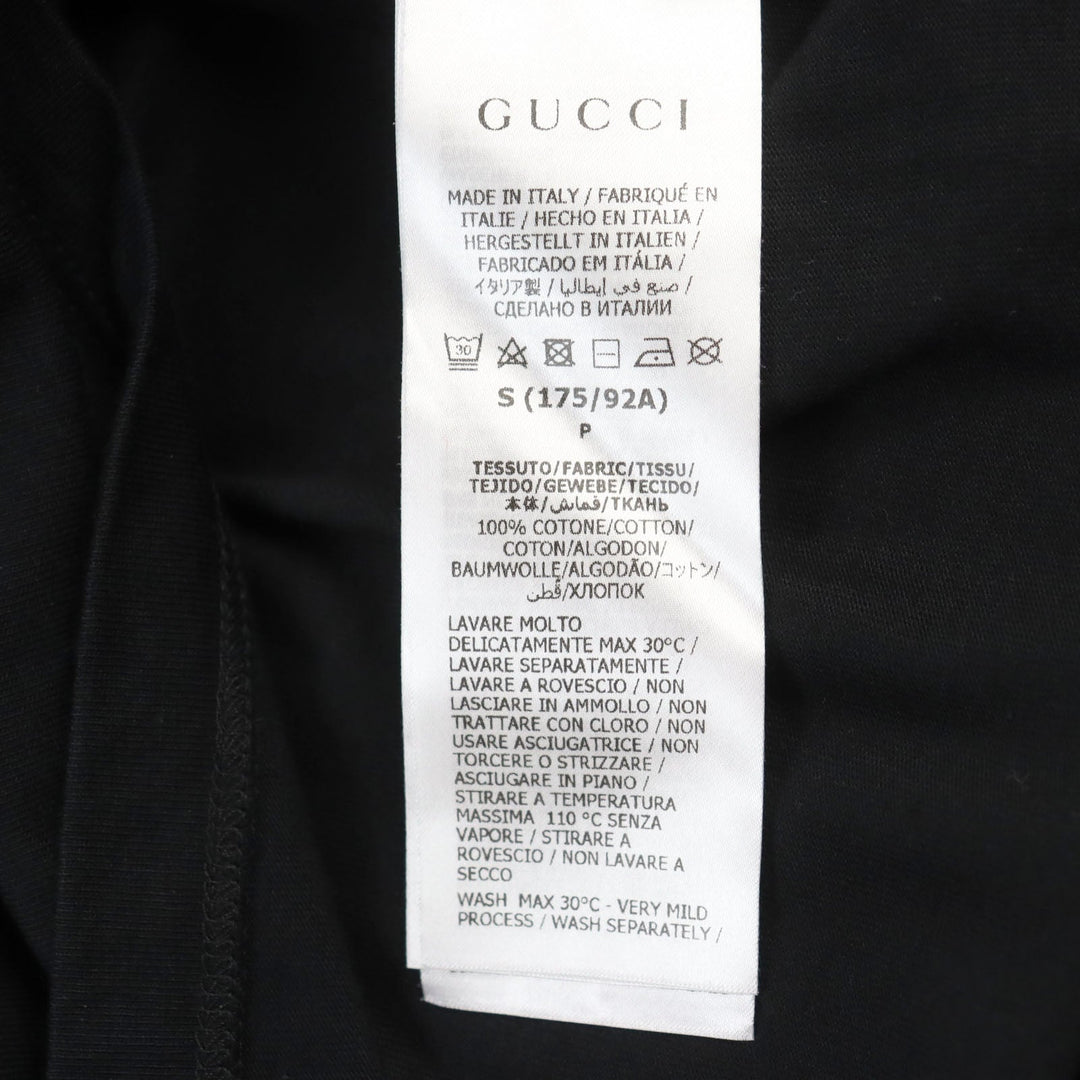 GUCCI
MADE IN ITALY / FABRIQUÉ EN
ITALIE / HECHO EN ITALIA /
HERGESTELLT IN ITALIEN /
FABRICADO EM ITÁLIA /
イタリア製 / صنع في إيطاليا /
СДЕЛАНО В ИТАЛИИ
30
S (175/92A)
P
TESSUTO/FABRIC/TISSU/
TEJIDO/GEWEBE/TECIDO/
本体/قماش/ТКАНЬ
100% COTONE/COTTON/
COTON/ALGODON/
BAUMWOLLE/ALGODÃO/コットン/
قُطن/ХЛОПОК
LAVARE MOLTO
DELICATAMENTE MAX 30°C /
LAVARE SEPARATAMENTE /
LAVARE A ROVESCIO / NON
LASCIARE IN AMMOLLO / NON
TRATTARE CON CLORO / NON
USARE ASCIUGATRICE / NON
TORCERE O STRIZZARE /
ASCIUGARE IN PIANO /
STIRARE A TEMPERATURA
MASSIMA 110 °C SENZA
VAPORE / STIRARE A
ROVESCIO / NON LAVARE A
SECCO
WASH MAX 30°C - VERY MILD
PROCESS / WASH SEPARATELY /